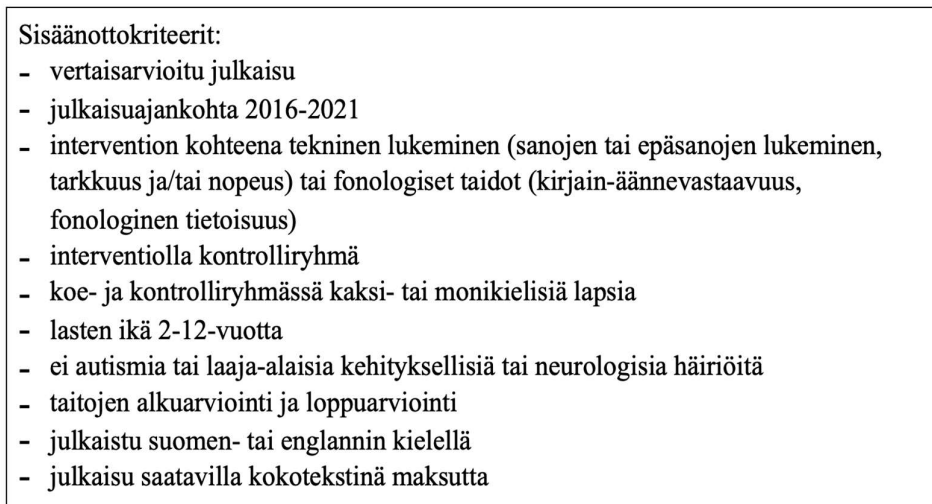 Sisäänottokriteerit:
- vertaisarvioitu julkaisu
- julkaisuajankohta 2016-2021
- intervention kohteena tekninen lukeminen (sanojen tai epäsanojen lukeminen,
tarkkuus ja/tai nopeus) tai fonologiset taidot (kirjain-äännevastaavuus,
fonologinen tietoisuus)
- interventiolla kontrolliryhmä
- koe- ja kontrolliryhmässä kaksi- tai monikielisiä lapsia
- lasten ikä 2-12-vuotta
- ei autismia tai laaja-alaisia kehityksellisiä tai neurologisia häiriöitä
- taitojen alkuarviointi ja loppuarviointi
- julkaistu suomen- tai englannin kielellä
- julkaisu saatavilla kokotekstinä maksutta